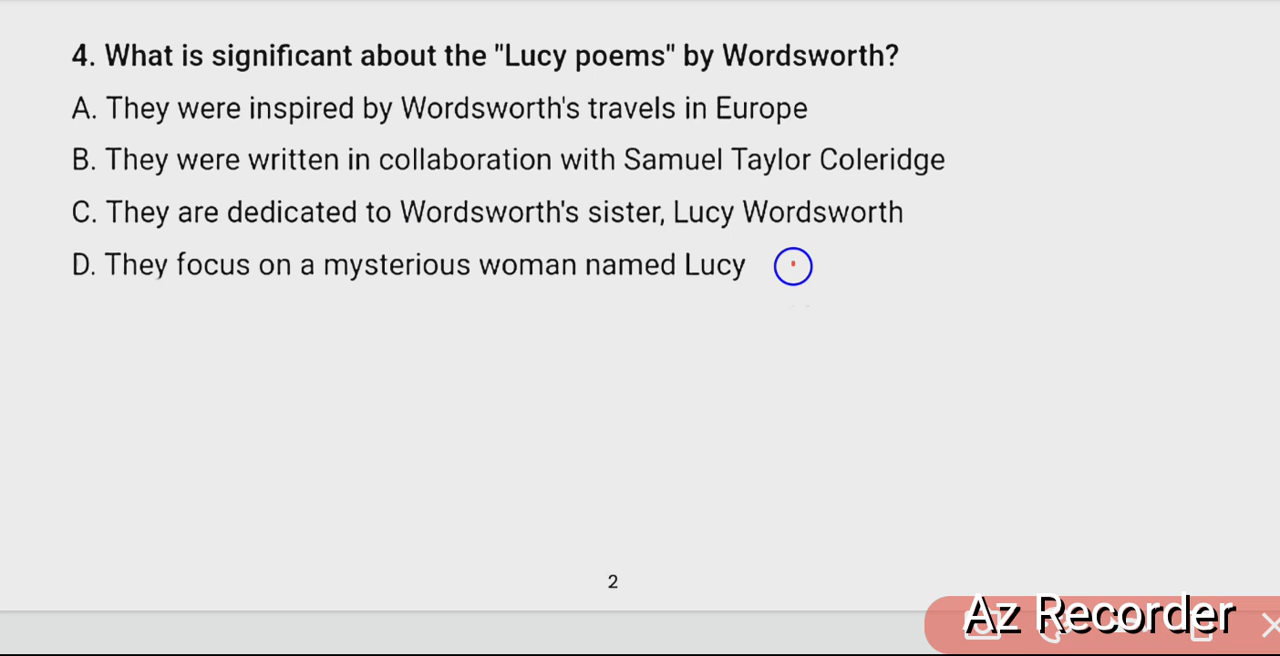 4. What is significant about the "Lucy poems" by Wordsworth?
A. They were inspired by Wordsworth's travels in Europe
B. They were written in collaboration with Samuel Taylor Coleridge
C. They are dedicated to Wordsworth's sister, Lucy Wordsworth
D. They focus on a mysterious woman named Lucy
2
Az Recorder